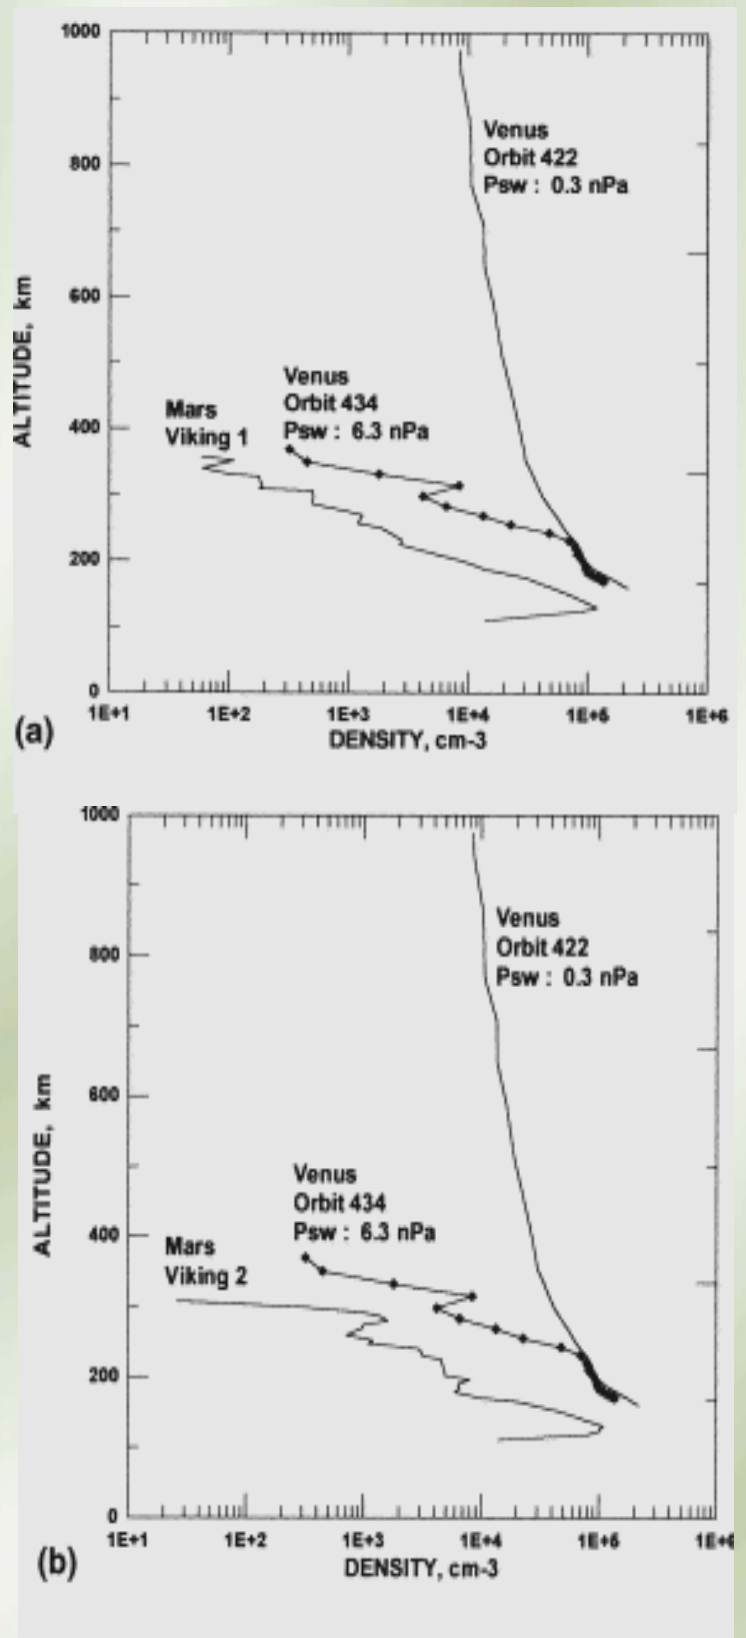 1000
800
600
400
200
0
ALTITUDE, km
Venus
Orbit 422
Psw : 0.3 nPa
Venus
Orbit 434
Psw : 6.3 nPa
Mars
Viking 1
1E+1 1E+2 1E+3 1E+4 1E+5 1E+6
DENSITY, cm-3
(a)
1000
800
600
400
200
0
ALTITUDE, km
Venus
Orbit 422
Psw : 0.3 nPa
Venus
Orbit 434
Psw : 6.3 nPa
Mars
Viking 2
1E+1 1E+2 1E+3 1E+4 1E+5
DENSITY, cm-3
(b)